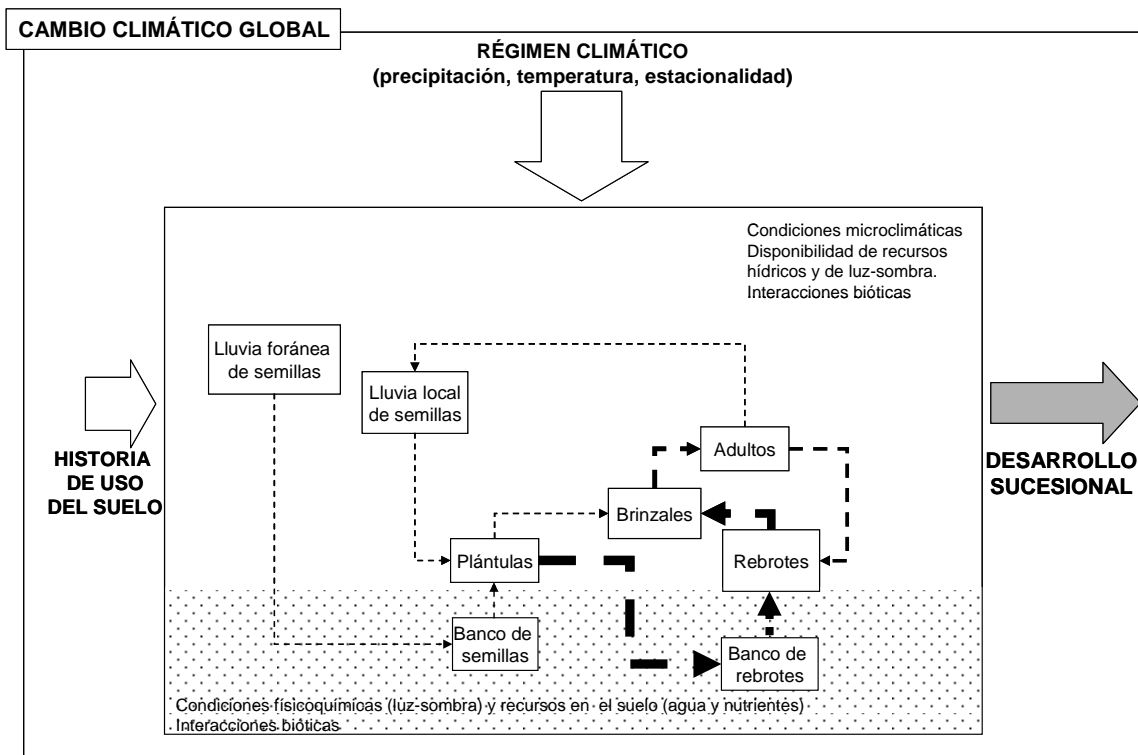 CAMBIO CLIMÁTICO GLOBAL
RÉGIMEN CLIMÁTICO
(precipitación, temperatura, estacionalidad)
Condiciones microclimáticas
Disponibilidad de recursos
hídricos y de luz-sombra.
Interacciones bióticas
Lluvia foránea
de semillas
Lluvia local
de semillas
HISTORIA
DE USO
DEL SUELO
Adultos
DESARROLLO
SUCESIONAL
Brinzales
Plántulas
Rebrotes
Banco de
semillas
Banco de
rebrotes
Condiciones físicoquímicas (luz-sombra) y recursos en el suelo (agua y nutrientes)
Interacciones bióticas